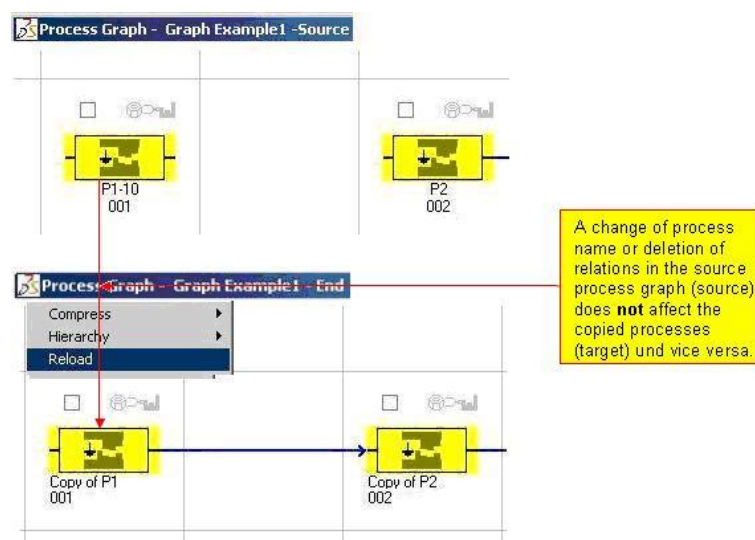 Process Graph - Graph Example1 -Source
P1-10
001
P2
002
A change of process
name or deletion of
relations in the source
process graph (source)
does not affect the
copied processes
(target) und vice versa.
Process Graph - Graph Example1 - End
Compress
Hierarchy
Reload
Copy of P1
001
Copy of P2
002